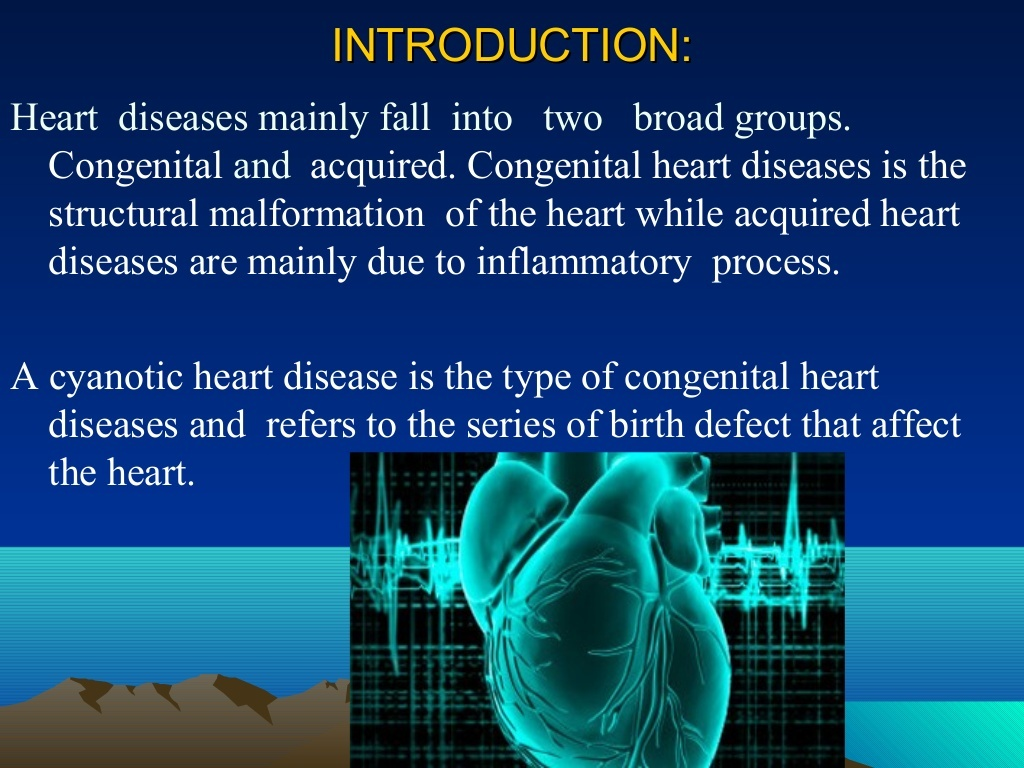 INTRODUCTION:
Heart diseases mainly fall into two broad groups.
Congenital and acquired. Congenital heart diseases is the
structural malformation of the heart while acquired heart
diseases are mainly due to inflammatory process.
A cyanotic heart disease is the type of congenital heart
diseases and refers to the series of birth defect that affect
the heart.